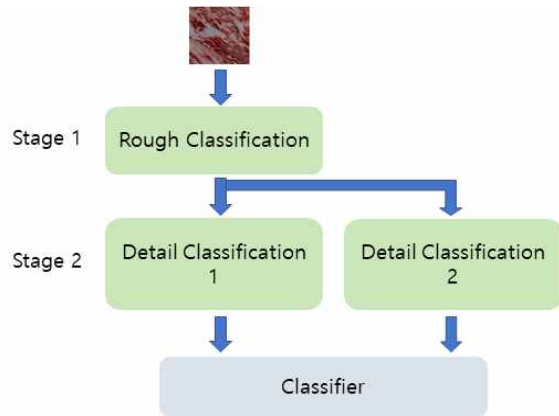 Stage 1
Rough Classification
Stage 2
Detail Classification
1
Detail Classification
2
Classifier